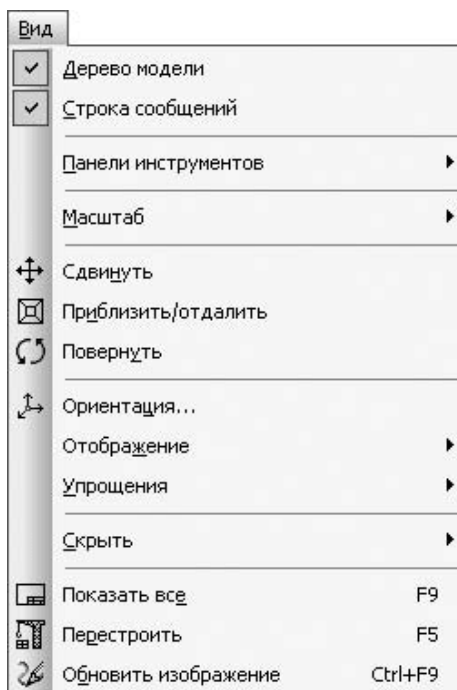 Вид
Дерево модели
Строка сообщений
Панели инструментов
Масштаб
Сдвинуть
Приблизить/отдалить
Повернуть
Ориентация...
Отображение
Упрощения
Скрыть
Показать все F9
Перестроить F5
Обновить изображение Ctrl+F9